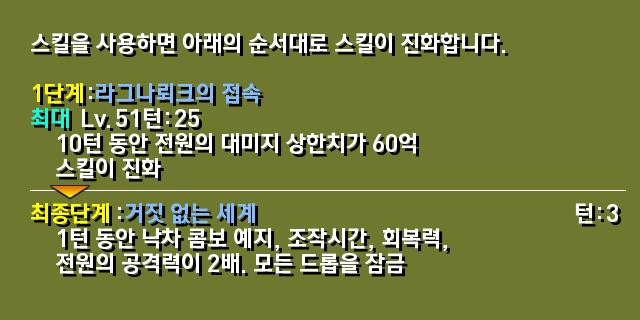 스킬을 사용하면 아래의 순서대로 스킬이 진화합니다.
1단계:라그나뢰크의 접속
최대 Lv.51턴:25
10턴 동안 전원의 대미지 상한치가 60억
스킬이 진화
최종단계:거짓 없는 세계 턴:3
1턴 동안 낙차 콤보 예지, 조작시간, 회복력,
전원의 공격력이 2배. 모든 드롭을 잠금